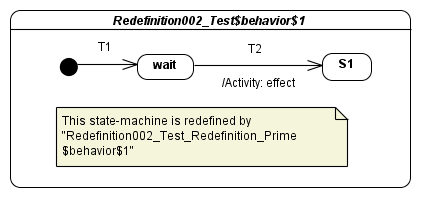 Redefinition002_Test$behavior$1
T1
T2
wait
S1
/Activity: effect
This state-machine is redefined by
"Redefinition002_Test_Redefinition_Prime
$behavior$1"